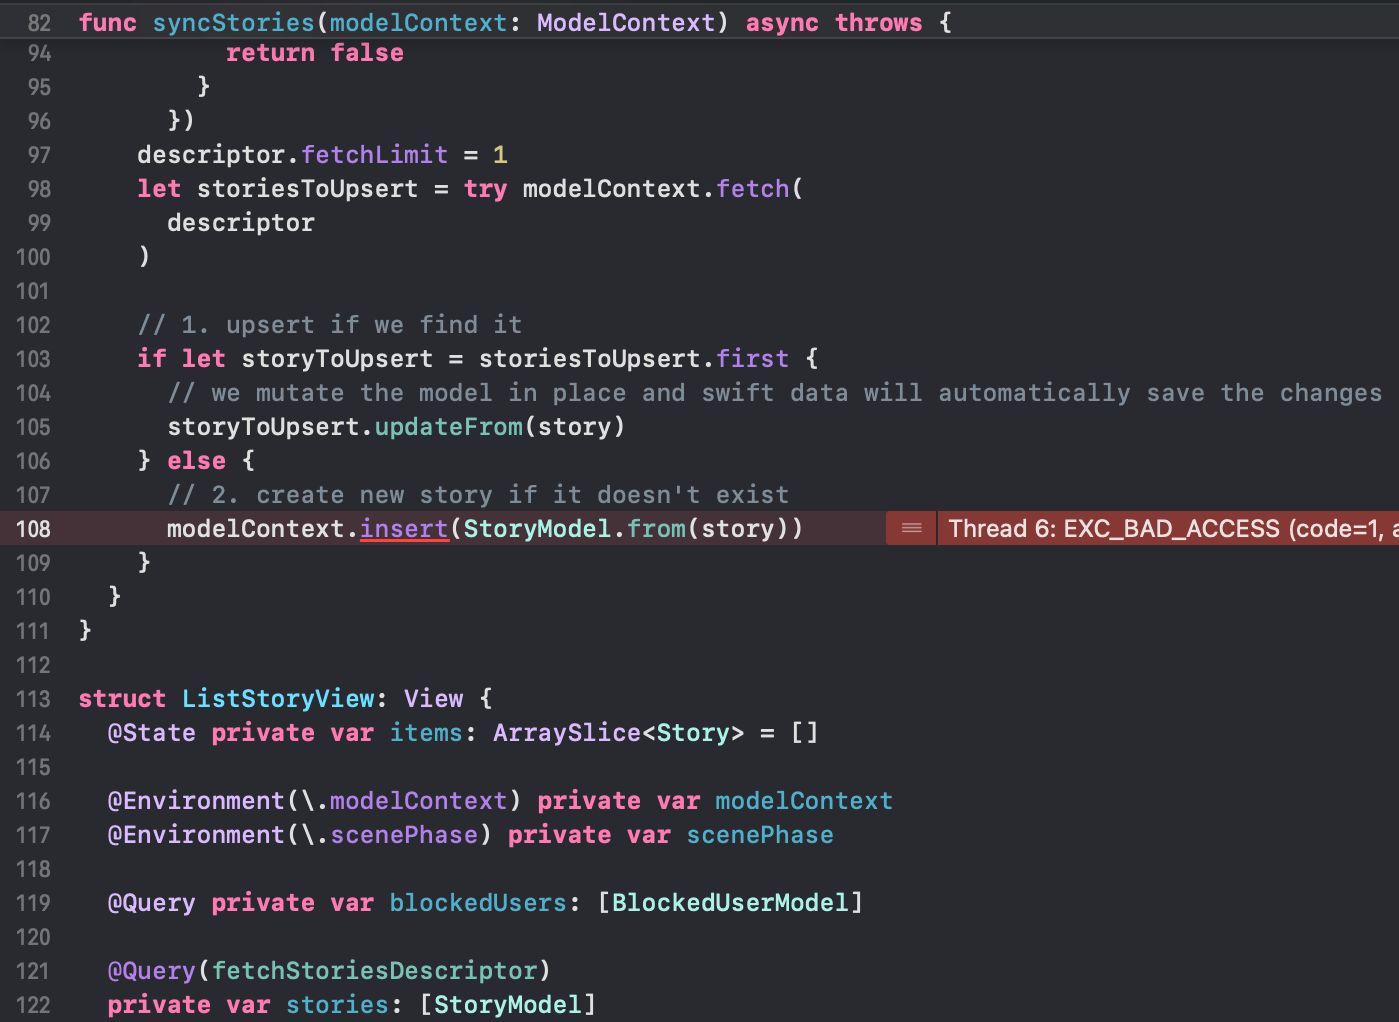 82 func syncStories(modelContext: ModelContext) async throws {
94 return false
95 }
96 })
97 descriptor.fetchLimit = 1
98 let storiesToUpsert = try modelContext.fetch(
99 descriptor
100 )
101
102 // 1. upsert if we find it
103 if let storyToUpsert = storiesToUpsert.first {
104 // we mutate the model in place and swift data will automatically save the changes
105 storyToUpsert.updateFrom(story)
106 } else {
107 // 2. create new story if it doesn't exist
108 modelContext.insert(StoryModel.from(story)) Thread 6: EXC_BAD_ACCESS (code=1, a
109 }
110 }
111 }
112
113 struct ListStoryView: View {
114 @State private var items: ArraySlice<Story> = []
115
116 @Environment(\.modelContext) private var modelContext
117 @Environment(\.scenePhase) private var scenePhase
118
119 @Query private var blockedUsers: [BlockedUserModel]
120
121 @Query(fetchStoriesDescriptor)
122 private var stories: [StoryModel]